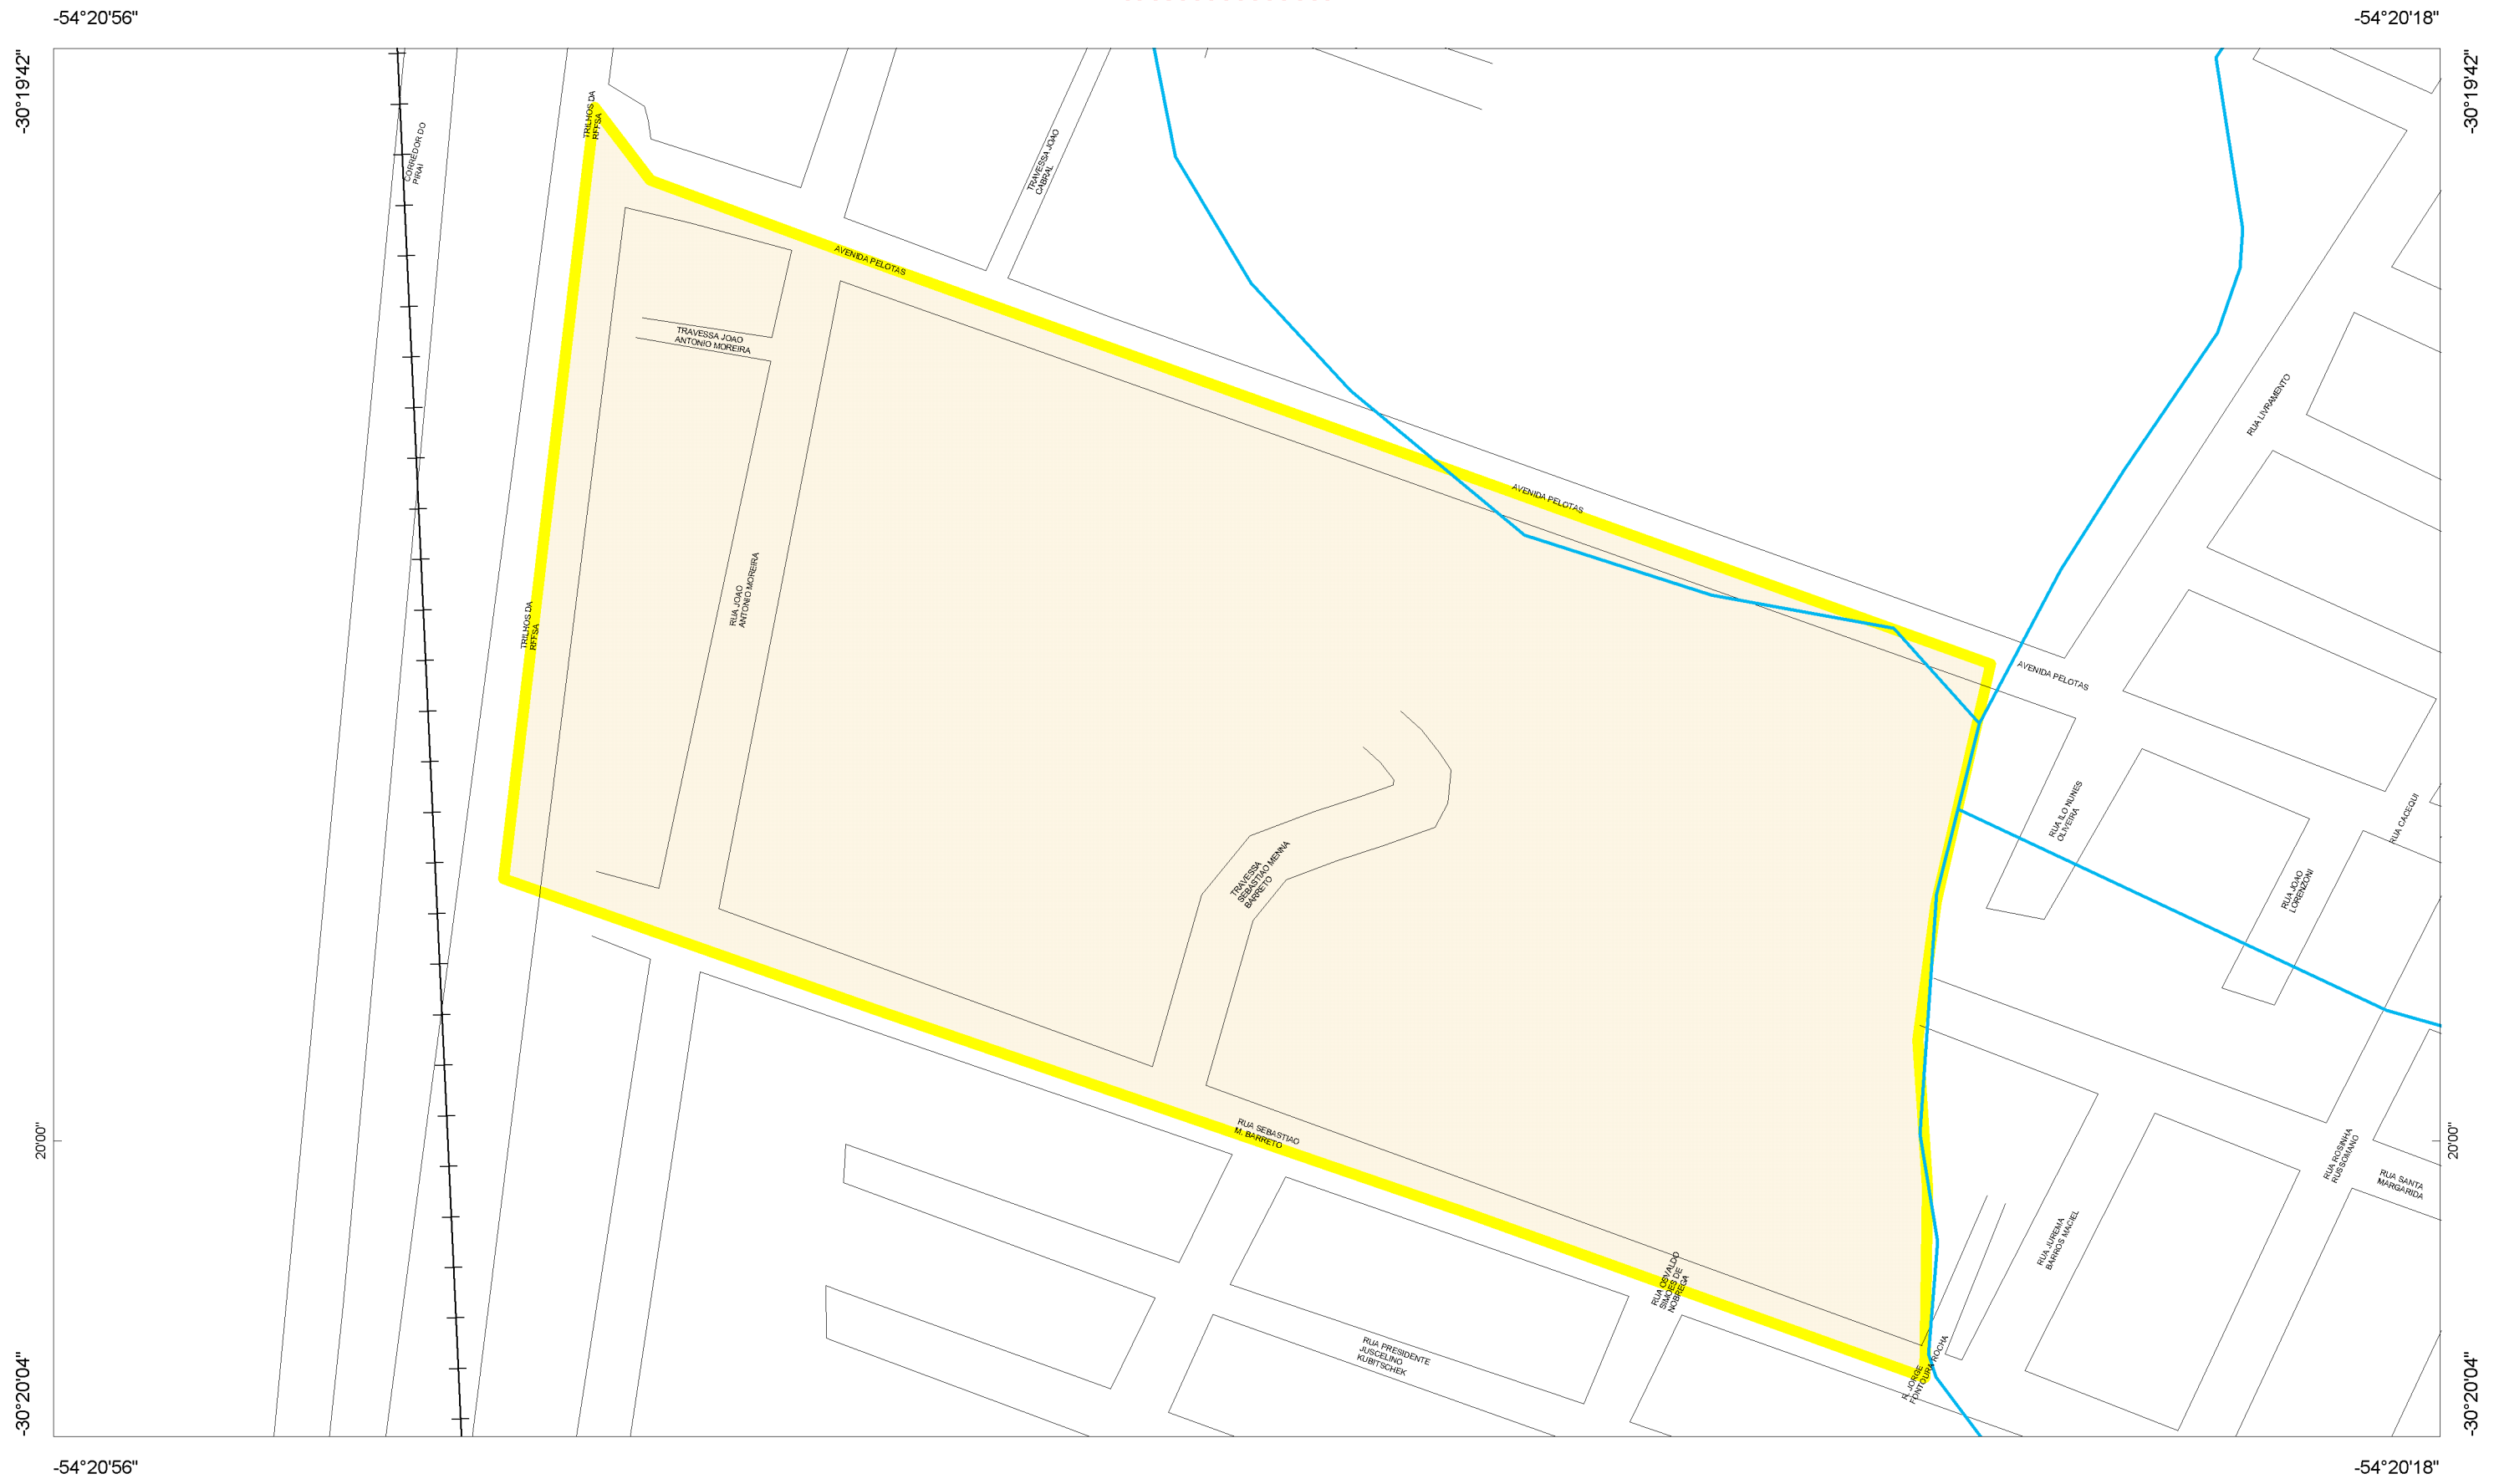 -54°20'56"
-54°20'18"
-30°19'42"
-30°19'42"
TRILHOS DA
RFFSA
CORREDOR DO
PIRAI
TRAVESSA JOAO
CABRAL
AVENIDA PELOTAS
TRAVESSA JOAO
ANTONIO MOREIRA
RUA LIVRAMENTO
AVENIDA PELOTAS
RUA JOAO
ANTONIO MOREIRA
TRILHOS DA
RFFSA
AVENIDA PELOTAS
RUA ILO NUNES
OLIVEIRA
RUA CACEQUI
TRAVESSA
SEBASTIAO MENNA
BARRETO
RUA JOAO
LORENZONI
RUA SEBASTIAO
M. BARRETO
20'00"
20'00"
RUA ROSINHA
RUSSOMANO
RUA SANTA
MARGARIDA
RUA JUREMA
BARROS MACIEL
RUA OSVALDO
SIMOES DE
NOBREGA
RUA PRESIDENTE
JUSCELINO
KUBITSCHEK
R. JORGE
FONTOURA ROCHA
-30°20'04"
-30°20'04"
-54°20'56"
-54°20'18"